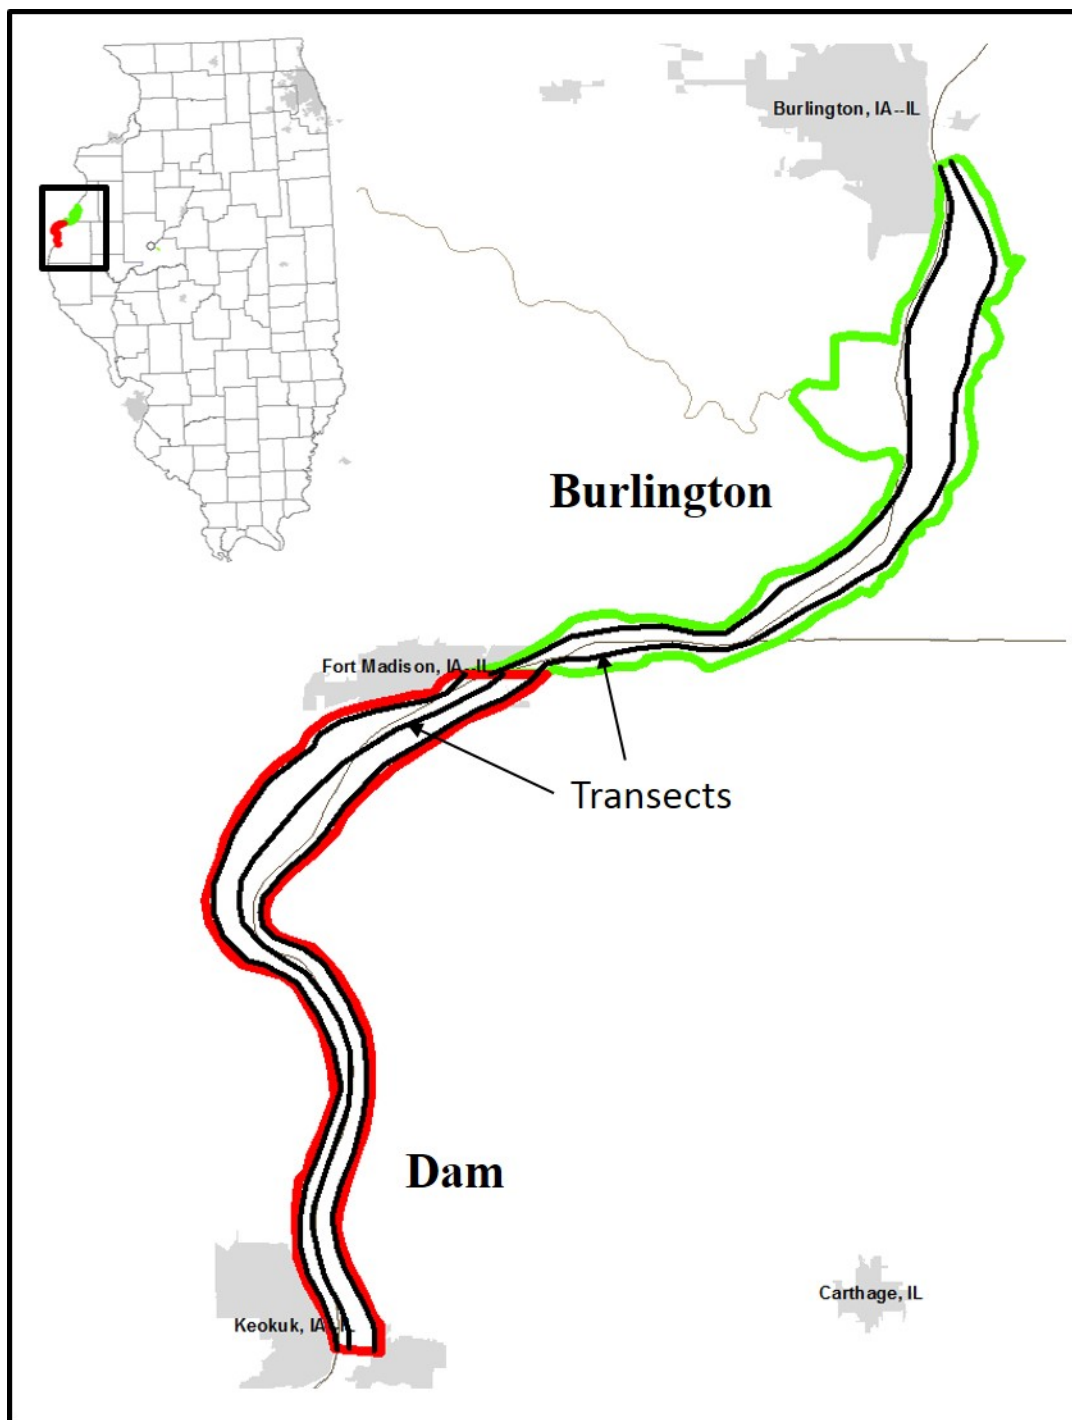 Burlington, IA--IL
Burlington
Fort Madison, IA--IL
Transects
Dam
Carthage, IL
Keokuk, IA--IL